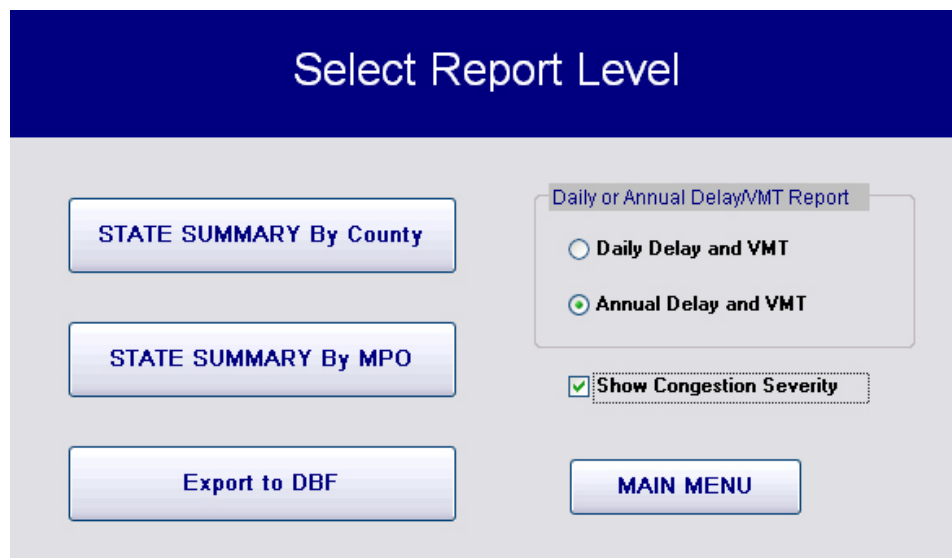 Select Report Level
STATE SUMMARY By County
STATE SUMMARY By MPO
Export to DBF
Daily or Annual Delay/VMT Report
Daily Delay and VMT
Annual Delay and VMT
Show Congestion Severity
MAIN MENU